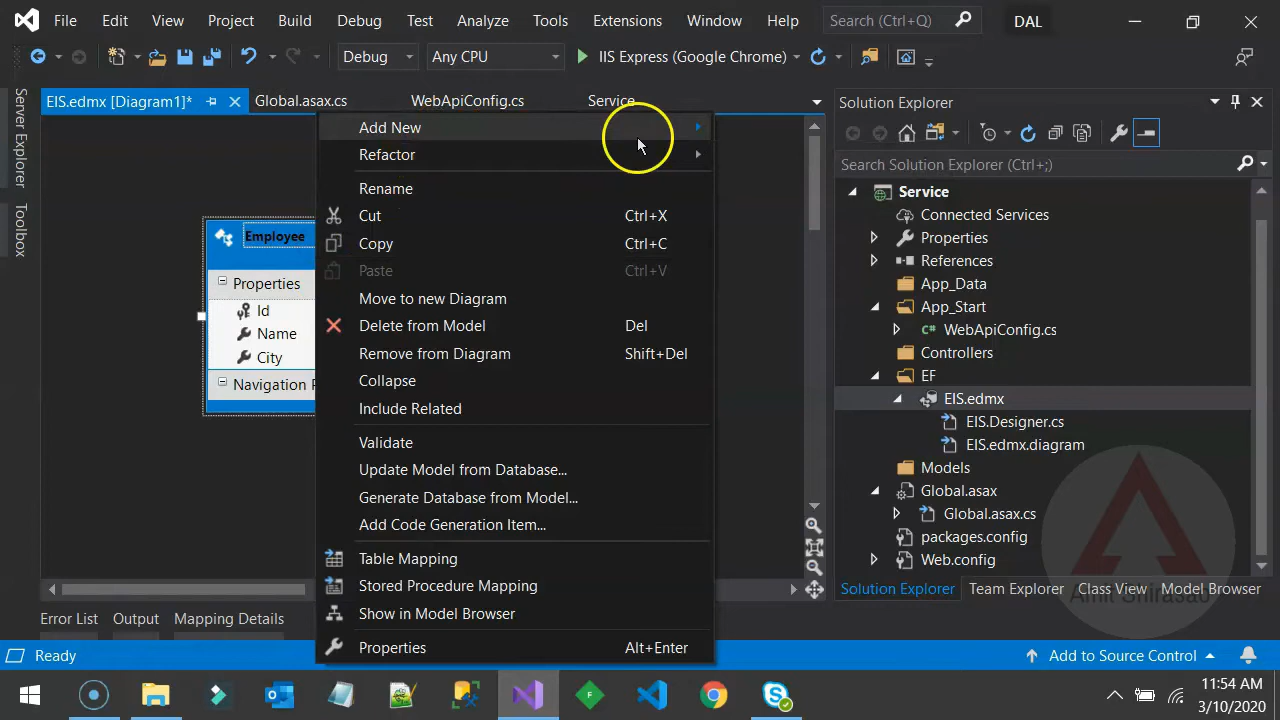 File Edit View Project Build Debug Test Analyze Tools Extensions Window Help Search (Ctrl+Q) DAL
Debug Any CPU IIS Express (Google Chrome)
EIS.edmx [Diagram1]* Global.asax.cs WebApiConfig.cs Service
Server Explorer
Toolbox
Employee
Properties
Id
Name
City
Navigation
Add New
Refactor
Rename
Cut Ctrl+X
Copy Ctrl+C
Paste Ctrl+V
Move to new Diagram
Delete from Model Del
Remove from Diagram Shift+Del
Collapse
Include Related
Validate
Update Model from Database...
Generate Database from Model...
Add Code Generation Item...
Table Mapping
Stored Procedure Mapping
Show in Model Browser
Properties Alt+Enter
Solution Explorer
Search Solution Explorer (Ctrl+;)
Service
Connected Services
Properties
References
App_Data
App_Start
WebApiConfig.cs
Controllers
EF
EIS.edmx
EIS.Designer.cs
EIS.edmx.diagram
Models
Global.asax
Global.asax.cs
packages.config
Web.config
Amit Shirasao
Solution Explorer Team Explorer Class View Model Browser
Error List Output Mapping Details
Ready Add to Source Control
11:54 AM
3/10/2020